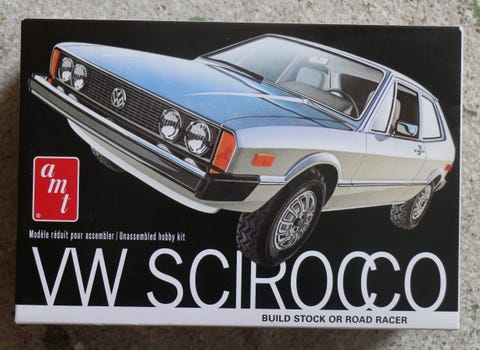 amt
®
Modèle réduit pour assembler / Unassembled hobby kit
VW SCIROCCO
BUILD STOCK OR ROAD RACER